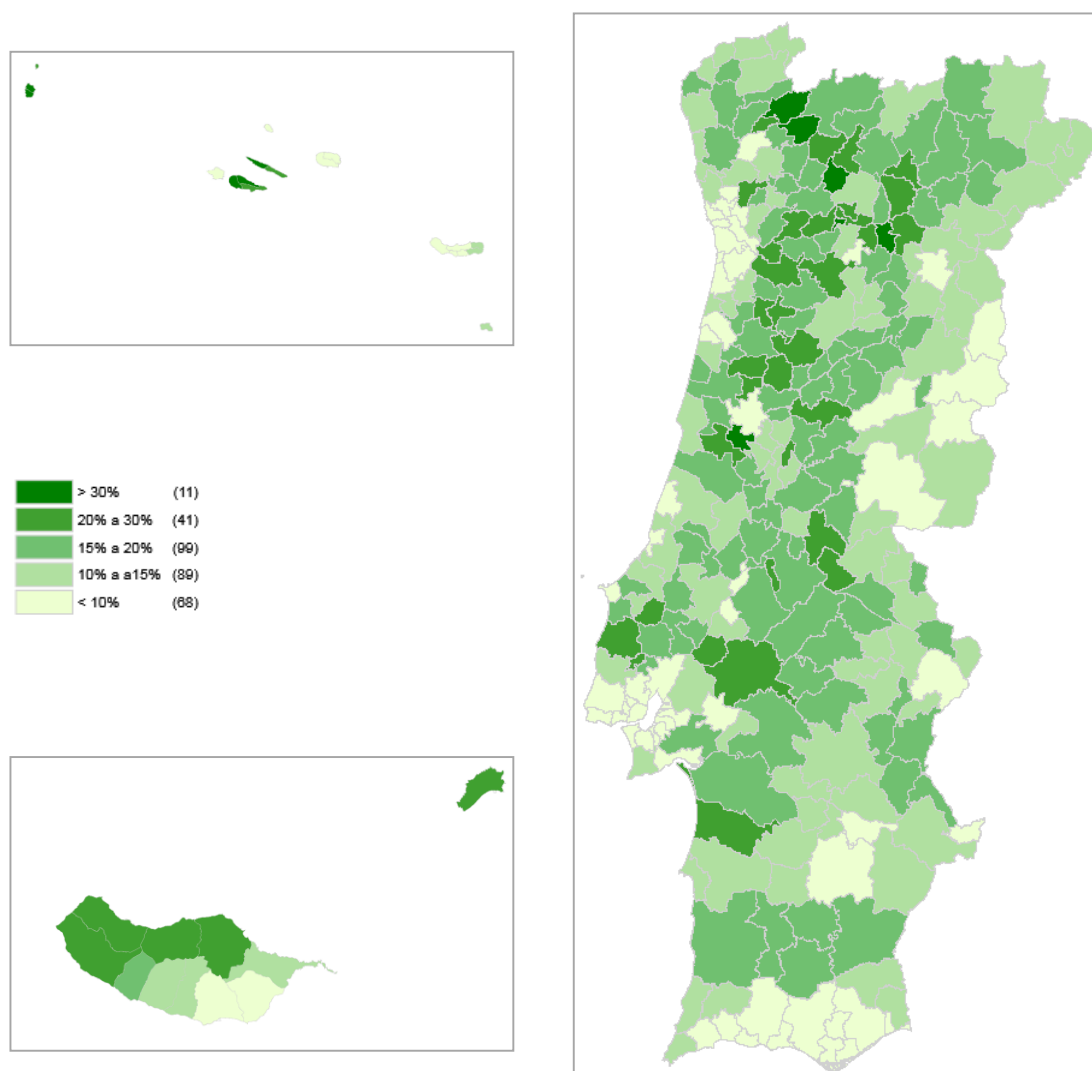 > 30% (11)
20% a 30% (41)
15% a 20% (99)
10% a a15% (89)
< 10% (68)